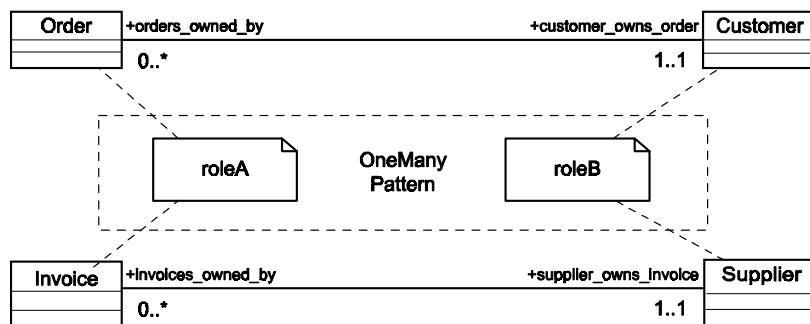 Order
+orders_owned_by
+customer_owns_order
Customer
0..*
1..1
roleA
OneMany
Pattern
roleB
Invoice
+invoices_owned_by
+supplier_owns_invoice
Supplier
0..*
1..1